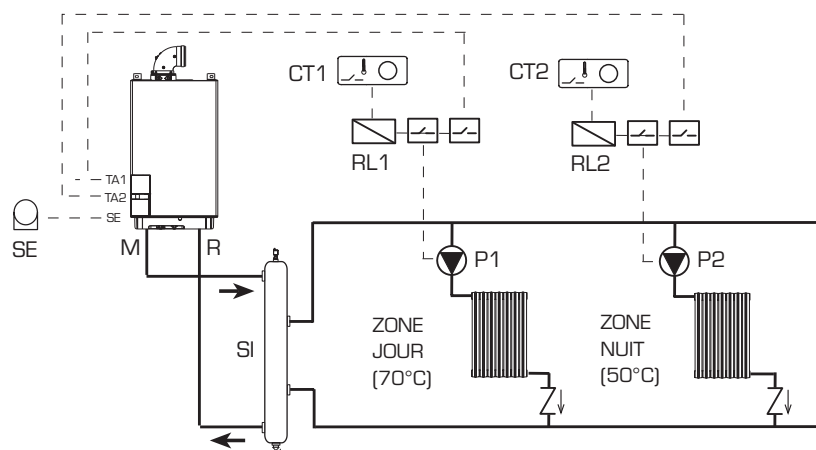 CT1
CT2
RL1
RL2
TA1
TA2
SE
SE
M
R
P1
P2
SI
ZONE
JOUR
(70°C)
ZONE
NUIT
(50°C)